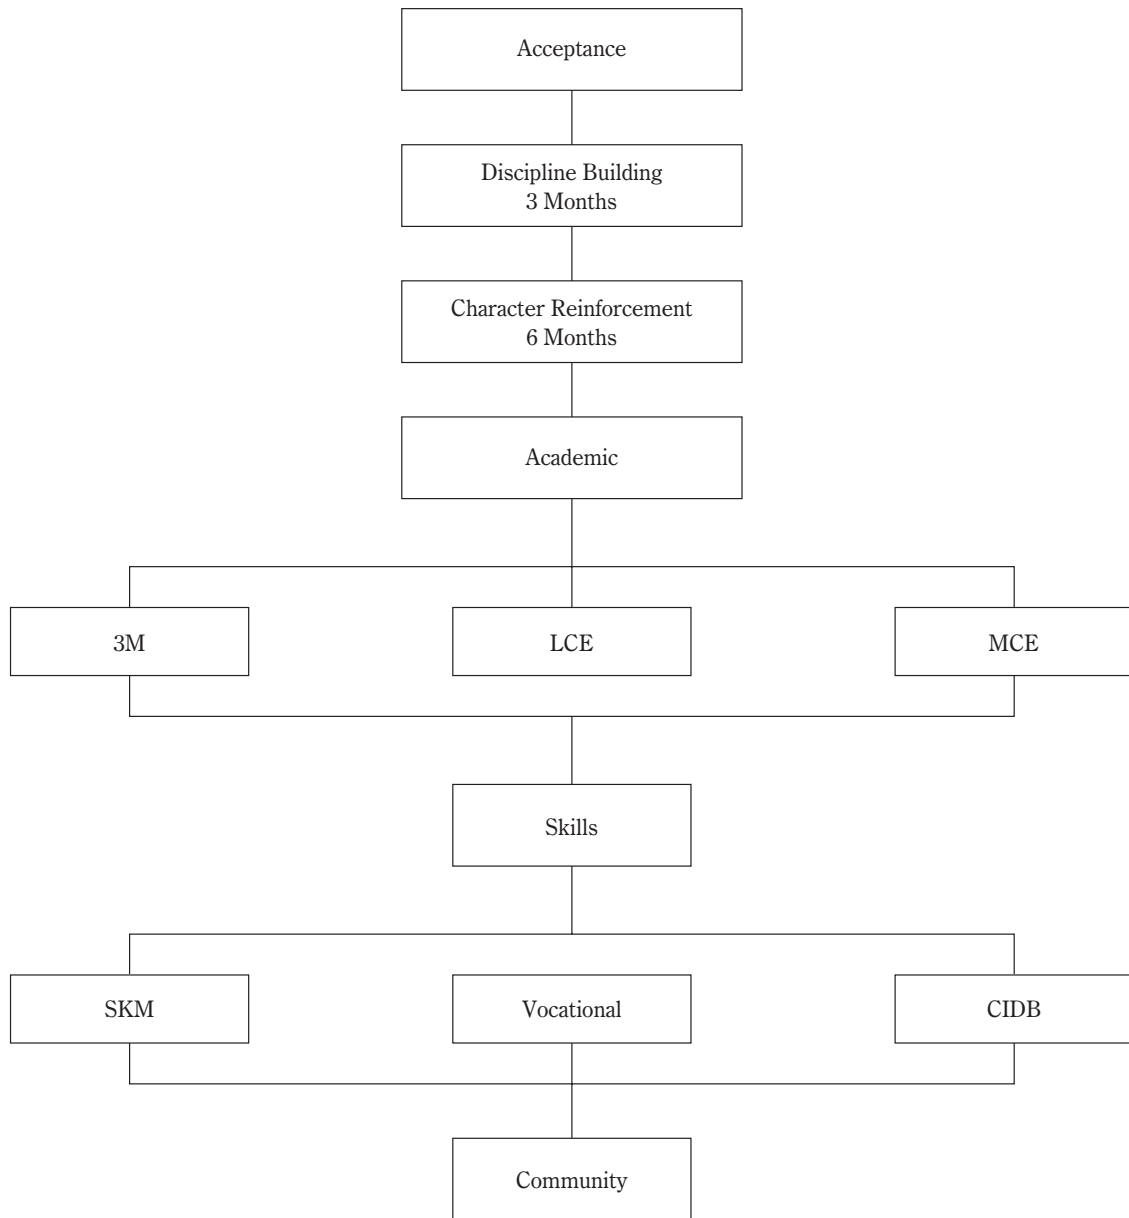 Acceptance
Discipline Building
3 Months
Character Reinforcement
6 Months
Academic
3M
LCE
MCE
Skills
SKM
Vocational
CIDB
Community